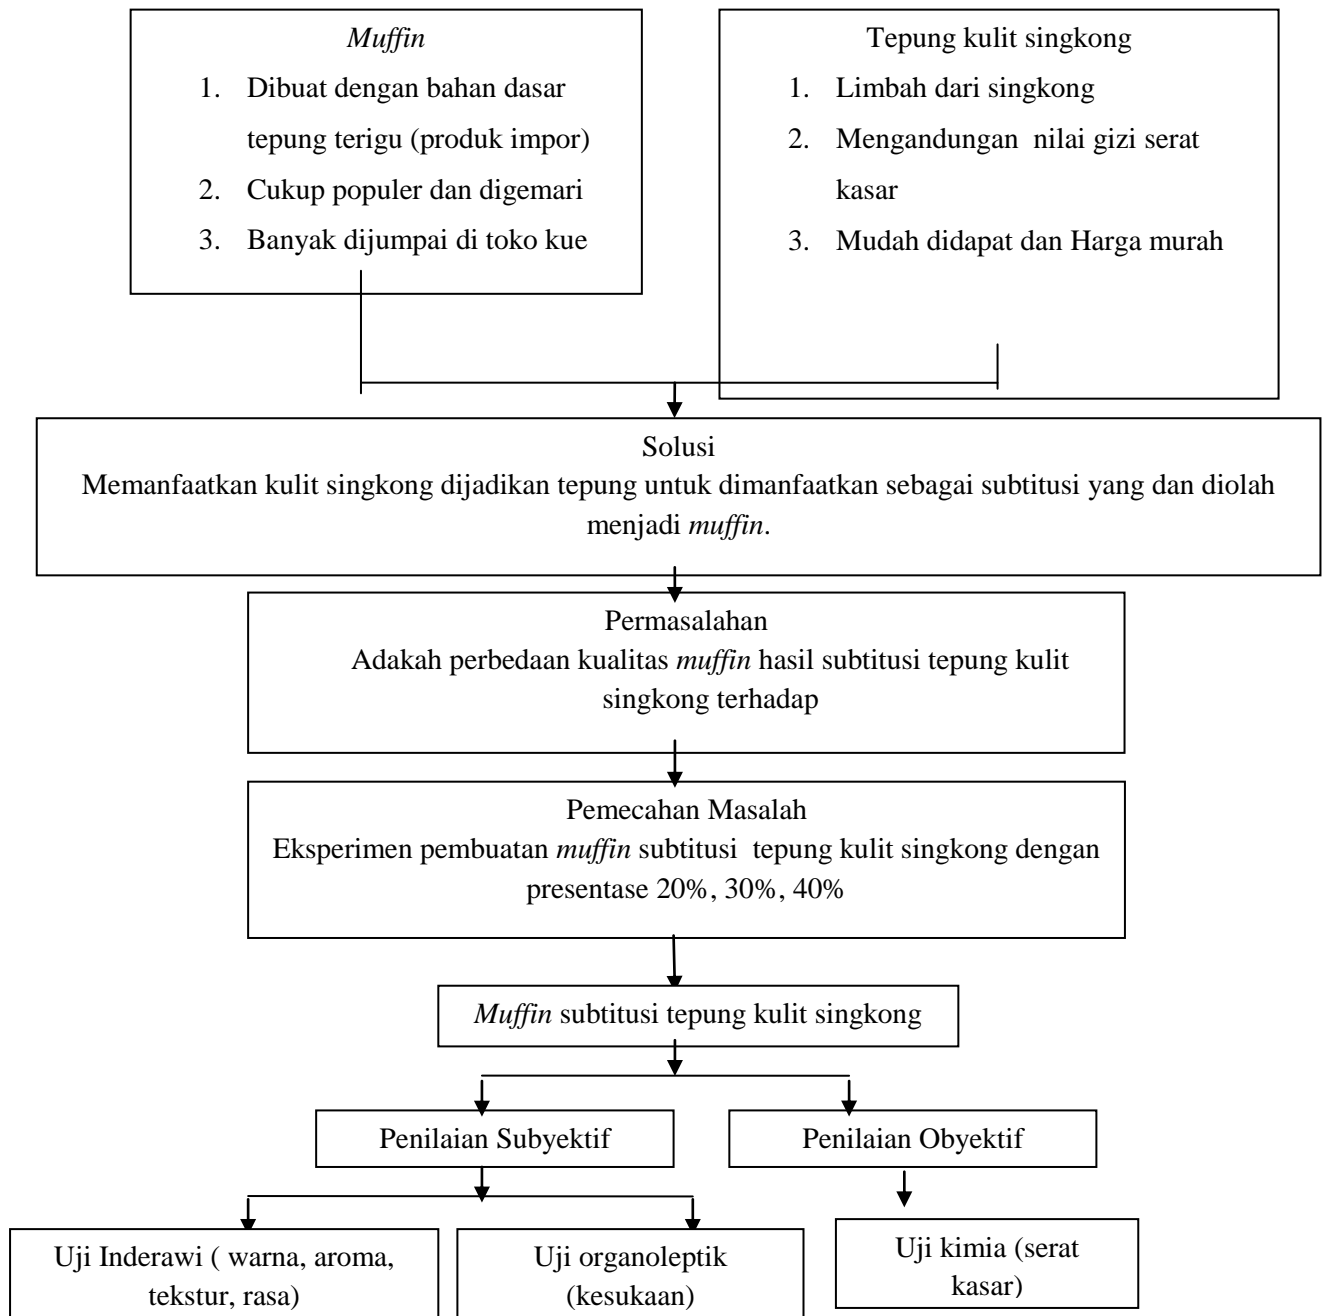 Muffin
1. Dibuat dengan bahan dasar
tepung terigu (produk impor)
2. Cukup populer dan digemari
3. Banyak dijumpai di toko kue
Tepung kulit singkong
1. Limbah dari singkong
2. Mengandungan nilai gizi serat
kasar
3. Mudah didapat dan Harga murah
Solusi
Memanfaatkan kulit singkong dijadikan tepung untuk dimanfaatkan sebagai subtitusi yang dan diolah
menjadi muffin.
Permasalahan
Adakah perbedaan kualitas muffin hasil subtitusi tepung kulit
singkong terhadap
Pemecahan Masalah
Eksperimen pembuatan muffin subtitusi tepung kulit singkong dengan
presentase 20%, 30%, 40%
Muffin subtitusi tepung kulit singkong
Penilaian Subyektif
Penilaian Obyektif
Uji Inderawi ( warna, aroma,
tekstur, rasa)
Uji organoleptik
(kesukaan)
Uji kimia (serat
kasar)